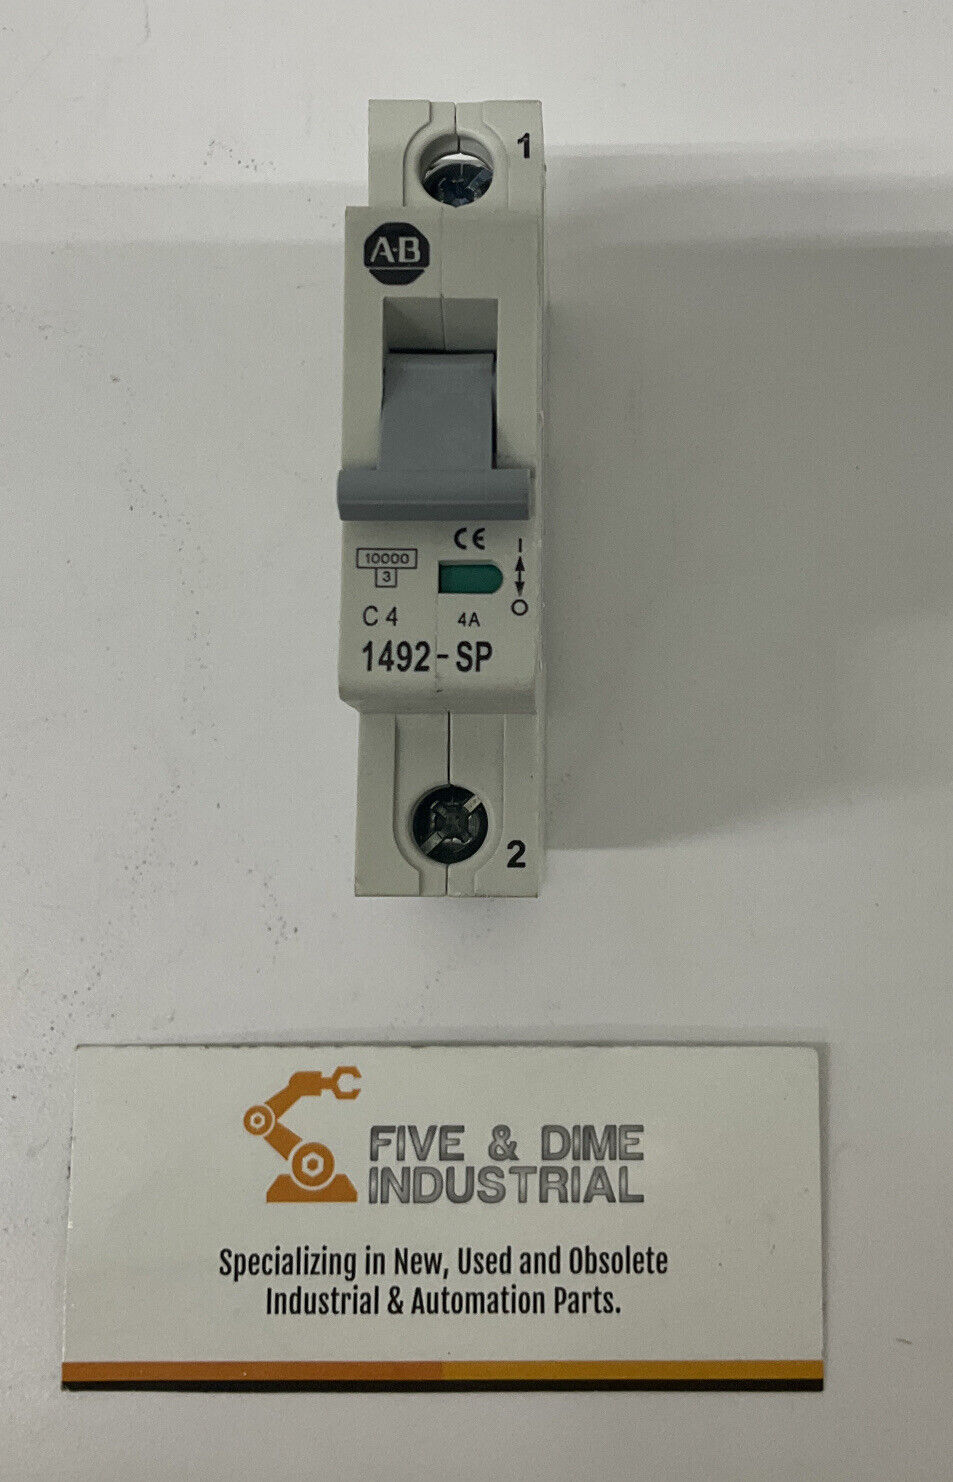 1
A·B
CE
10000
3
I
O
C 4
4A
1492-SP
2
FIVE & DIME
INDUSTRIAL
Specializing in New, Used and Obsolete
Industrial & Automation Parts.